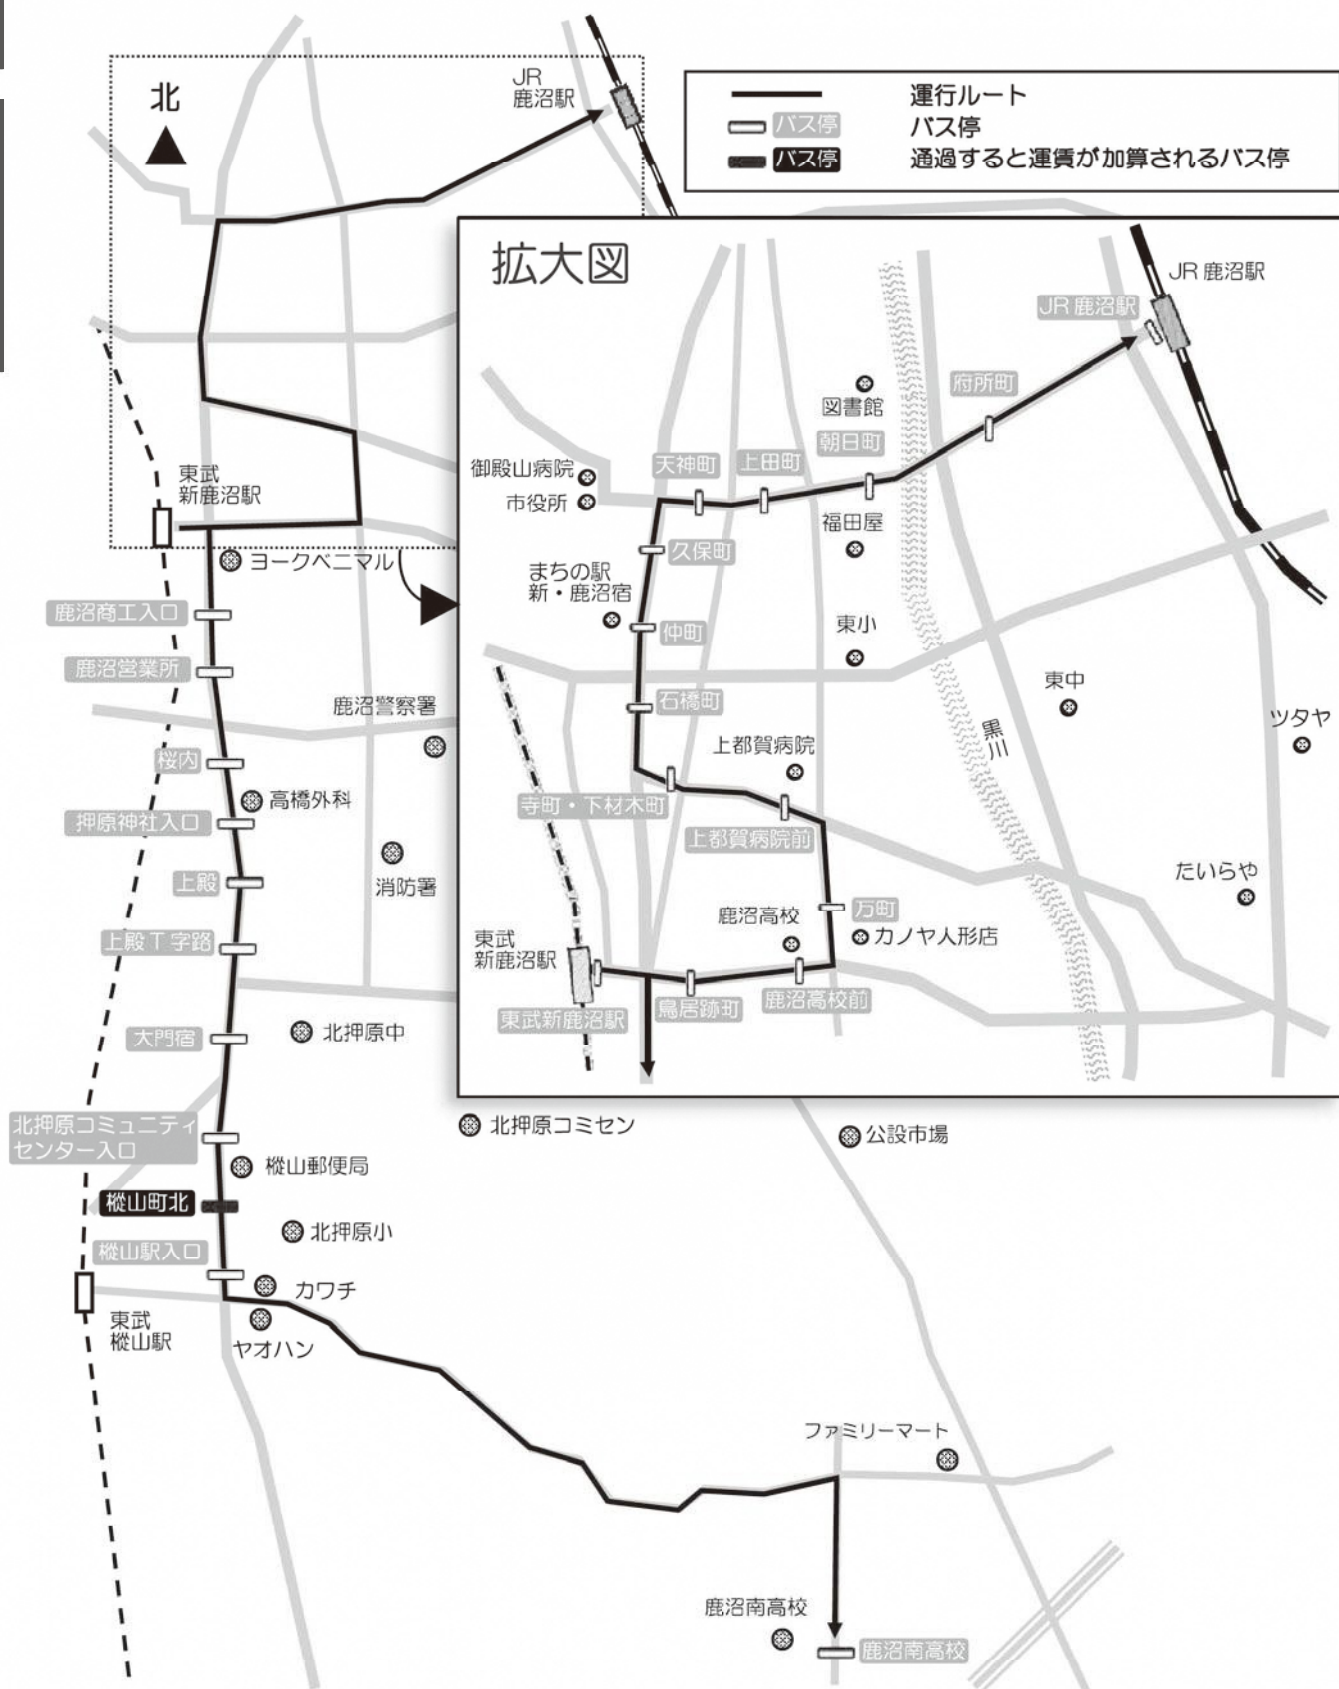 北
JR
鹿沼駅
運行ルート
バス停
バス停
バス停
通過すると運賃が加算されるバス停
拡大図
JR 鹿沼駅
JR 鹿沼駅
府所町
図書館
朝日町
上田町
天神町
御殿山病院
市役所
福田屋
久保町
まちの駅
新・鹿沼宿
仲町
東小
石橋町
東中
黒川
ツタヤ
上都賀病院
寺町・下材木町
上都賀病院前
たいらや
万町
鹿沼高校
カノヤ人形店
東武
新鹿沼駅
鹿沼高校前
鳥居跡町
東武新鹿沼駅
東武
新鹿沼駅
ヨークベニマル
鹿沼商工入口
鹿沼営業所
鹿沼警察署
桜内
高橋外科
押原神社入口
消防署
上殿
上殿T字路
大門宿
北押原中
北押原コミュニティ
センター入口
北押原コミセン
公設市場
樅山郵便局
樅山町北
北押原小
樅山駅入口
カワチ
東武
樅山駅
ヤオハン
ファミリーマート
鹿沼南高校
鹿沼南高校